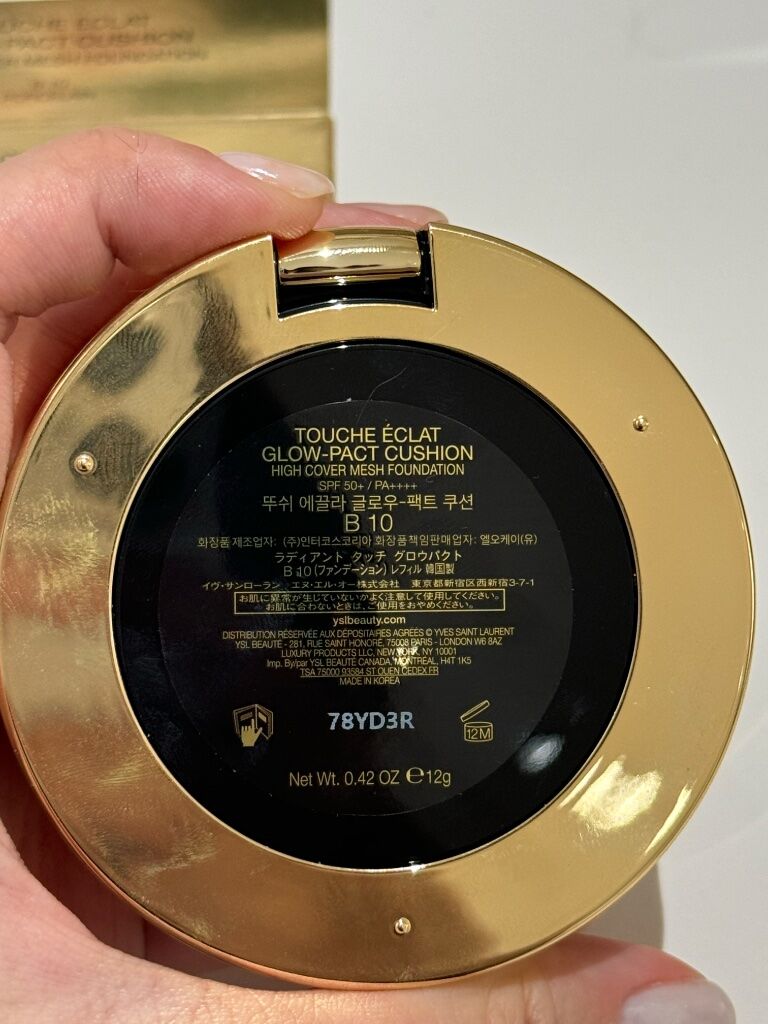 TOUCHE ÉCLAT
PACT CUSHION
TOUCHE ÉCLAT
GLOW-PACT CUSHION
HIGH COVER MESH FOUNDATION
SPF 50+ / PA++++
뚜쉬 에끌라 글로우-팩트 쿠션
B 10
화장품제조업자: (주)인터코스코리아 화장품책임판매업자: 엘오케이(유)
ラディアント タッチ グロウパクト
B 10 (ファンデーション) レフィル 韓国製
イヴ・サンローラン エヌ・エル・オー株式会社 東京都新宿区西新宿3-7-1
お肌に異常が生じていないかよく注意して使用してください。
お肌に合わないときは、ご使用をおやめください。
yslbeauty.com
DISTRIBUTION RÉSERVÉE AUX DÉPOSITAIRES AGRÉÉS © YVES SAINT LAURENT
YSL BEAUTÉ - 281, RUE SAINT HONORÉ, 75008 PARIS - LONDON W6 8AZ
LUXURY PRODUCTS LLC, NEW YORK, NY 10001
Imp. By/par YSL BEAUTÉ CANADA, MONTREAL, H4T 1K5
TSA 75000 93584 ST OUEN CEDEX FR
MADE IN KOREA
78YD3R
12M
Net Wt. 0.42 OZ ℮12g